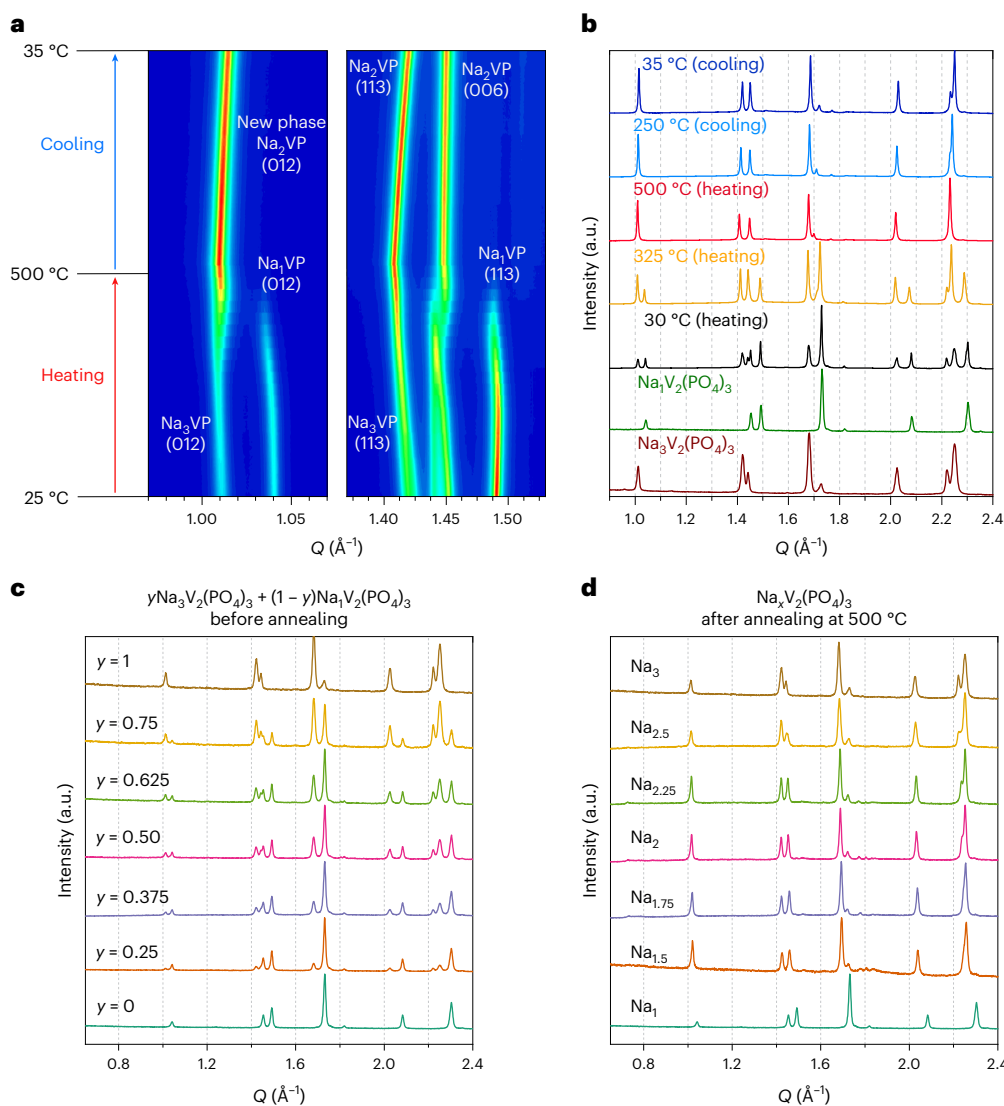 a
35 °C
Cooling
500 °C
Heating
25 °C
New phase
Na₂VP
(012)
Na₁VP
(012)
Na₃VP
(012)
1.00
1.05
Na₂VP
(113)
Na₂VP
(006)
Na₁VP
(113)
Na₃VP
(113)
1.40
1.45
1.50
Q (Å⁻¹)
b
35 °C (cooling)
250 °C (cooling)
500 °C (heating)
325 °C (heating)
30 °C (heating)
Na₁V₂(PO₄)₃
Na₃V₂(PO₄)₃
Intensity (a.u.)
1.0 1.2 1.4 1.6 1.8 2.0 2.2 2.4
Q (Å⁻¹)
c
yNa₃V₂(PO₄)₃ + (1 – y)Na₁V₂(PO₄)₃
before annealing
y = 1
y = 0.75
y = 0.625
y = 0.50
y = 0.375
y = 0.25
y = 0
Intensity (a.u.)
0.8 1.2 1.6 2.0 2.4
Q (Å⁻¹)
d
NaₓV₂(PO₄)₃
after annealing at 500 °C
Na₃
Na₂.₅
Na₂.₂₅
Na₂
Na₁.₇₅
Na₁.₅
Na₁
Intensity (a.u.)
0.8 1.2 1.6 2.0 2.4
Q (Å⁻¹)